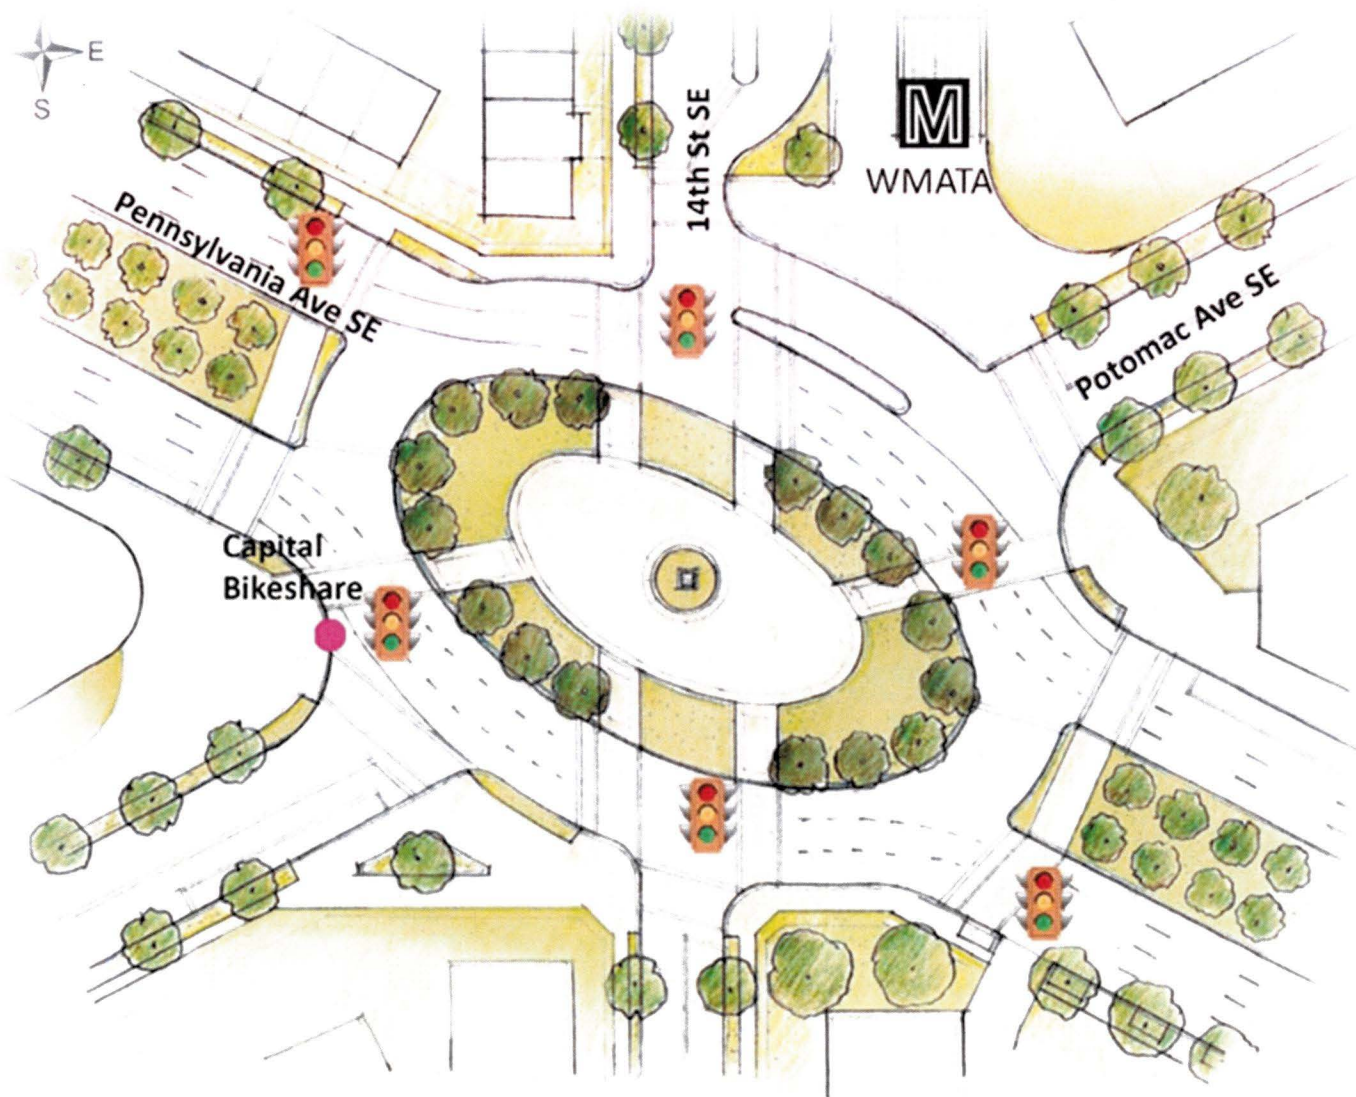 E
S
14th St SE
M
WMATA
Pennsylvania Ave SE
Potomac Ave SE
Capital
Bikeshare